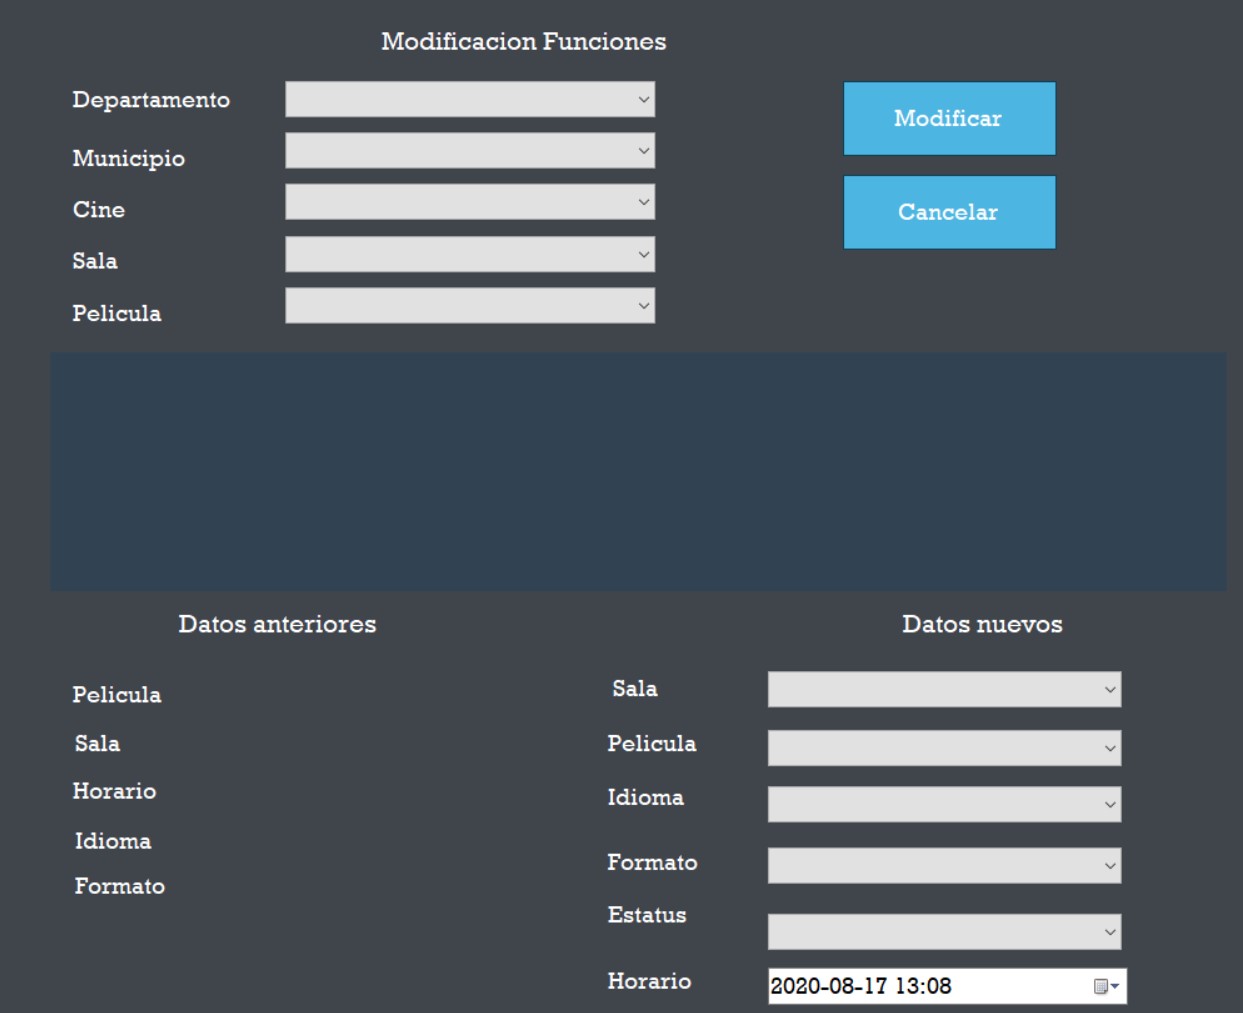 Modificacion Funciones
Departamento
Municipio
Cine
Sala
Pelicula
Modificar
Cancelar
Datos anteriores
Pelicula
Sala
Horario
Idioma
Formato
Datos nuevos
Sala
Pelicula
Idioma
Formato
Estatus
Horario 2020-08-17 13:08